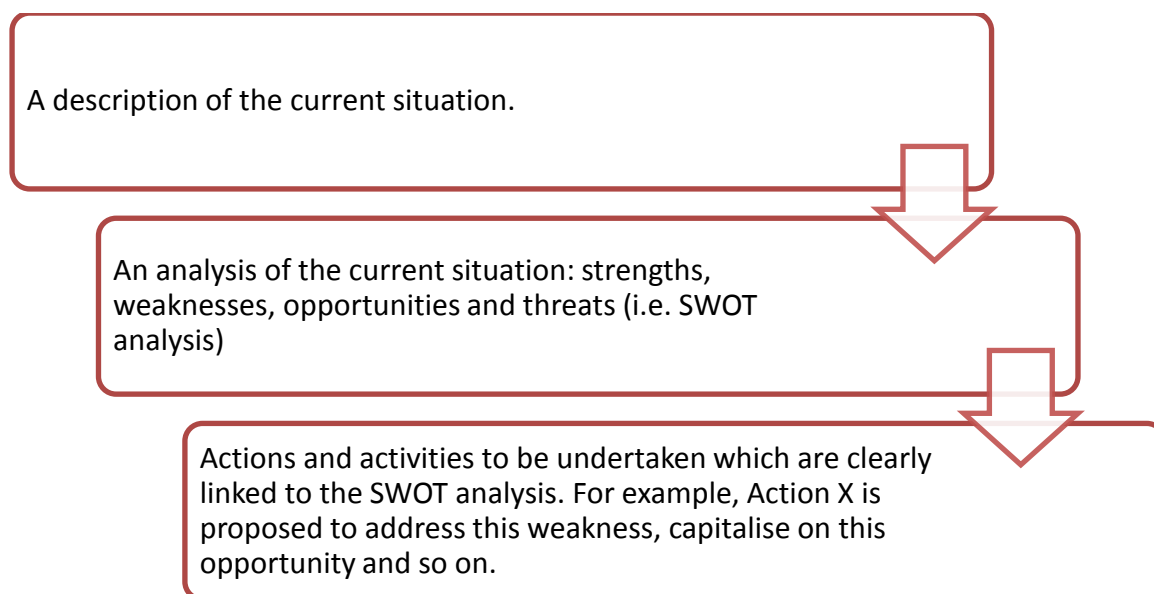 A description of the current situation.
An analysis of the current situation: strengths,
weaknesses, opportunities and threats (i.e. SWOT
analysis)
Actions and activities to be undertaken which are clearly
linked to the SWOT analysis. For example, Action X is
proposed to address this weakness, capitalise on this
opportunity and so on.